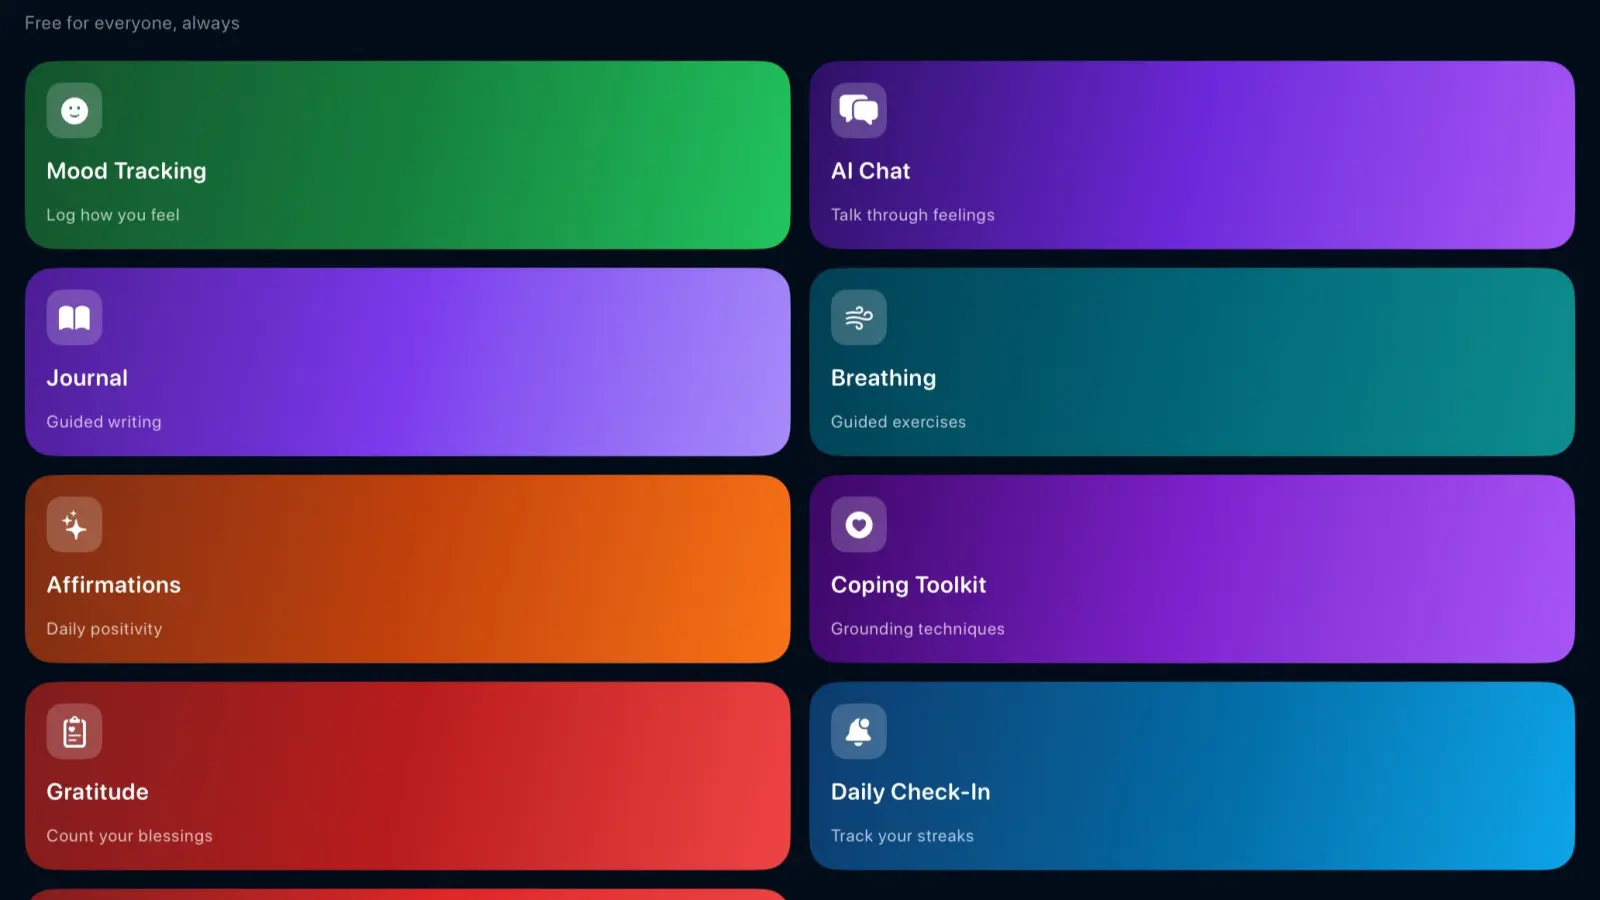 Free for everyone, always
Mood Tracking
Log how you feel
AI Chat
Talk through feelings
Journal
Guided writing
Breathing
Guided exercises
Affirmations
Daily positivity
Coping Toolkit
Grounding techniques
Gratitude
Count your blessings
Daily Check-In
Track your streaks